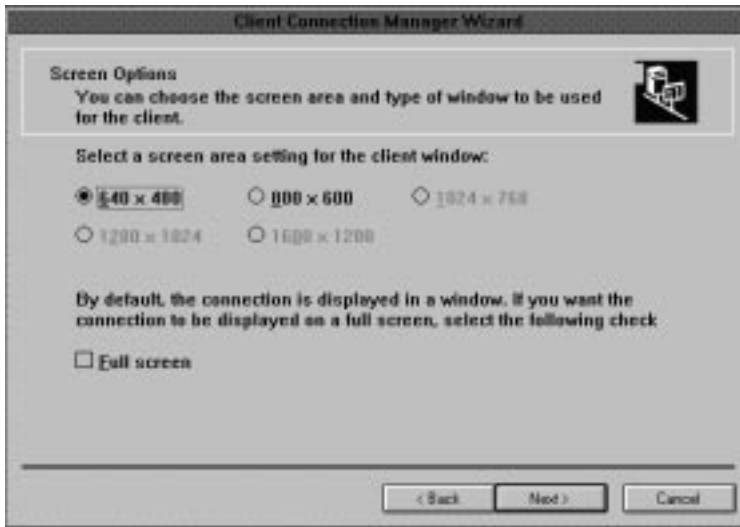 Client Connection Manager Wizard
Screen Options
You can choose the screen area and type of window to be used
for the client.
Select a screen area setting for the client window:
640 x 480
800 x 600
1024 x 768
1280 x 1024
1600 x 1200
By default, the connection is displayed in a window. If you want the
connection to be displayed on a full screen, select the following check
Full screen
< Back
Next >
Cancel